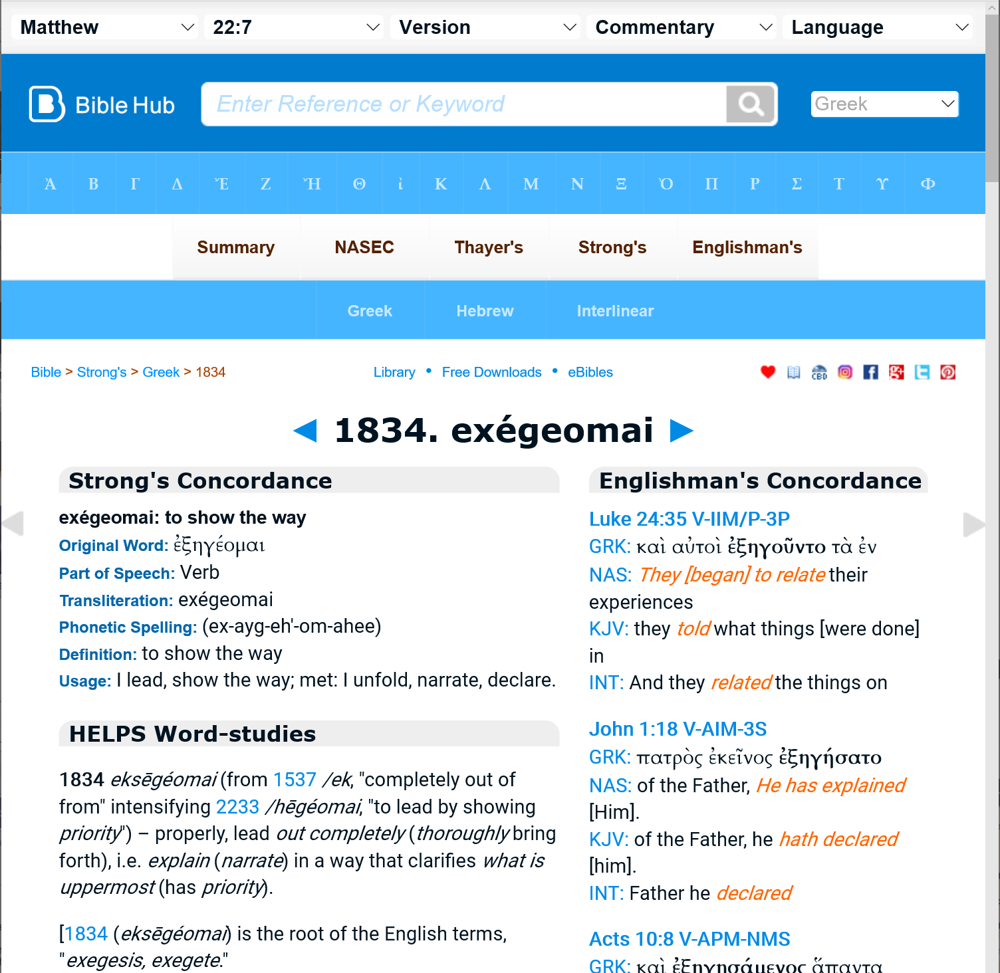 Matthew 22:7 Version Commentary Language
Bible Hub Enter Reference or Keyword Greek
Ἀ Β Γ Δ Ἐ Ζ Ἠ Θ ἰ Κ Λ Μ Ν Ξ Ὀ Π Ρ Σ Τ Υ Φ
Summary NASEC Thayer's Strong's Englishman's
Greek Hebrew Interlinear
Bible > Strong's > Greek > 1834 Library • Free Downloads • eBibles
◀ 1834. exégeomai ▶
Strong's Concordance
exégeomai: to show the way
Original Word: ἐξηγέομαι
Part of Speech: Verb
Transliteration: exégeomai
Phonetic Spelling: (ex-ayg-eh'-om-ahee)
Definition: to show the way
Usage: I lead, show the way; met: I unfold, narrate, declare.
HELPS Word-studies
1834 eksēgéomai (from 1537 /ek, "completely out of
from" intensifying 2233 /hēgéomai, "to lead by showing
priority") – properly, lead out completely (thoroughly bring
forth), i.e. explain (narrate) in a way that clarifies what is
uppermost (has priority).
[1834 (eksēgéomai) is the root of the English terms,
"exegesis, exegete."
Englishman's Concordance
Luke 24:35 V-IIM/P-3P
GRK: καὶ αὐτοὶ ἐξηγοῦντο τὰ ἐν
NAS: They [began] to relate their
experiences
KJV: they told what things [were done]
in
INT: And they related the things on
John 1:18 V-AIM-3S
GRK: πατρὸς ἐκεῖνος ἐξηγήσατο
NAS: of the Father, He has explained
[Him].
KJV: of the Father, he hath declared
[him].
INT: Father he declared
Acts 10:8 V-APM-NMS
GRK: καὶ ἐξηγησάμενος ἅπαντα